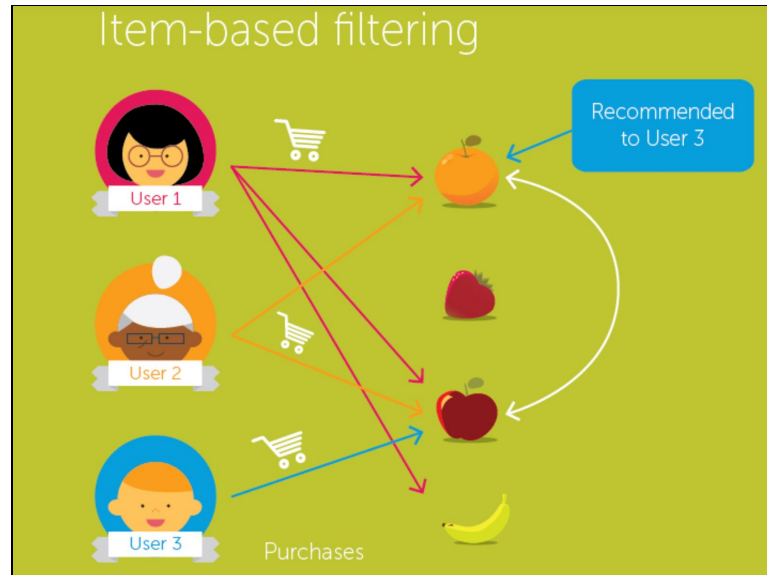 Item-based filtering
Recommended
to User 3
User 1
User 2
User 3
Purchases